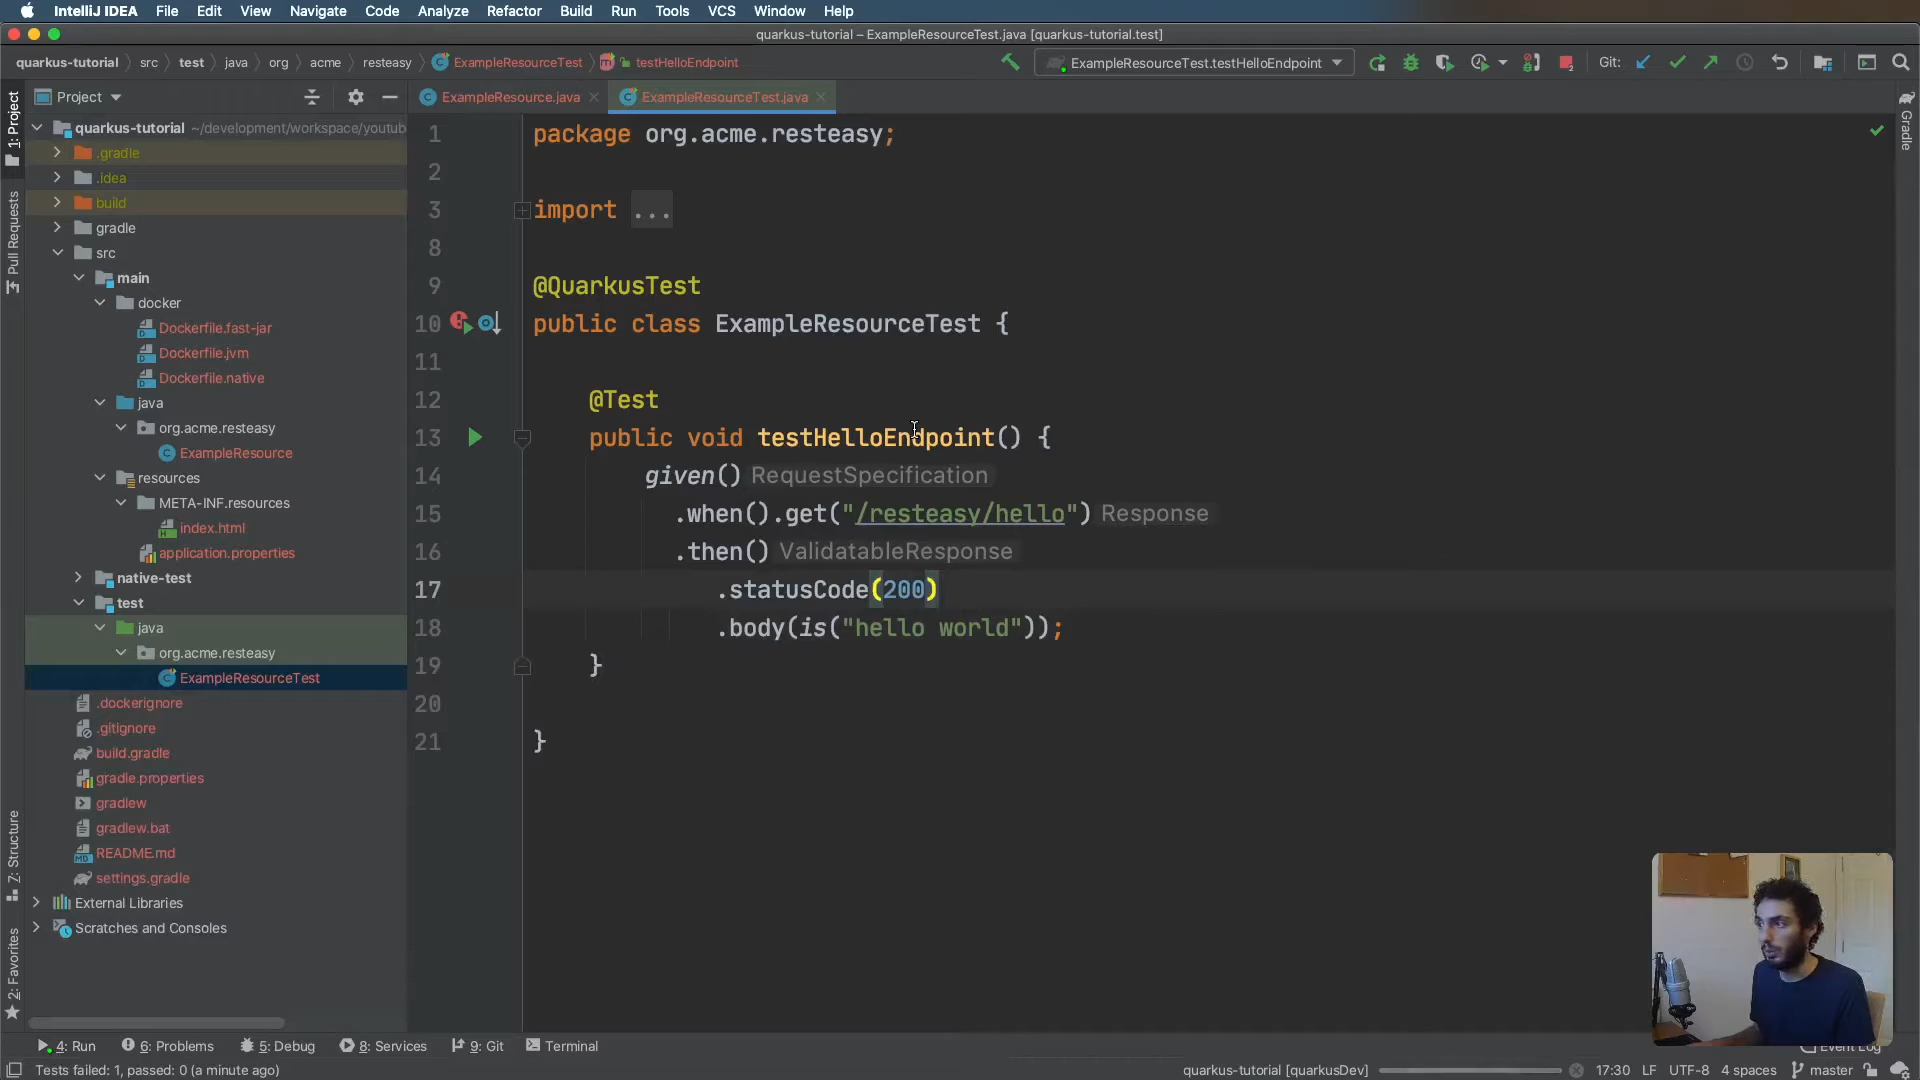 IntelliJ IDEA File Edit View Navigate Code Analyze Refactor Build Run Tools VCS Window Help
quarkus-tutorial – ExampleResourceTest.java [quarkus-tutorial.test]
quarkus-tutorial src test java org acme resteasy ExampleResourceTest testHelloEndpoint
ExampleResourceTest.testHelloEndpoint
Git:
Project
ExampleResource.java
ExampleResourceTest.java
1: Project
Pull Requests
7: Structure
2: Favorites
Gradle
quarkus-tutorial ~/development/workspace/youtub
.gradle
.idea
build
gradle
src
main
docker
Dockerfile.fast-jar
Dockerfile.jvm
Dockerfile.native
java
org.acme.resteasy
ExampleResource
resources
META-INF.resources
index.html
application.properties
native-test
test
java
org.acme.resteasy
ExampleResourceTest
.dockerignore
.gitignore
build.gradle
gradle.properties
gradlew
gradlew.bat
README.md
settings.gradle
External Libraries
Scratches and Consoles
1 package org.acme.resteasy;
2
3 import ...
8
9 @QuarkusTest
10 public class ExampleResourceTest {
11
12 @Test
13 public void testHelloEndpoint() {
14 given() RequestSpecification
15 .when().get("/resteasy/hello") Response
16 .then() ValidatableResponse
17 .statusCode(200)
18 .body(is("hello world"));
19 }
20
21 }
4: Run 6: Problems 5: Debug 8: Services 9: Git Terminal
Event Log
Tests failed: 1, passed: 0 (a minute ago)
quarkus-tutorial [quarkusDev] 17:30 LF UTF-8 4 spaces master